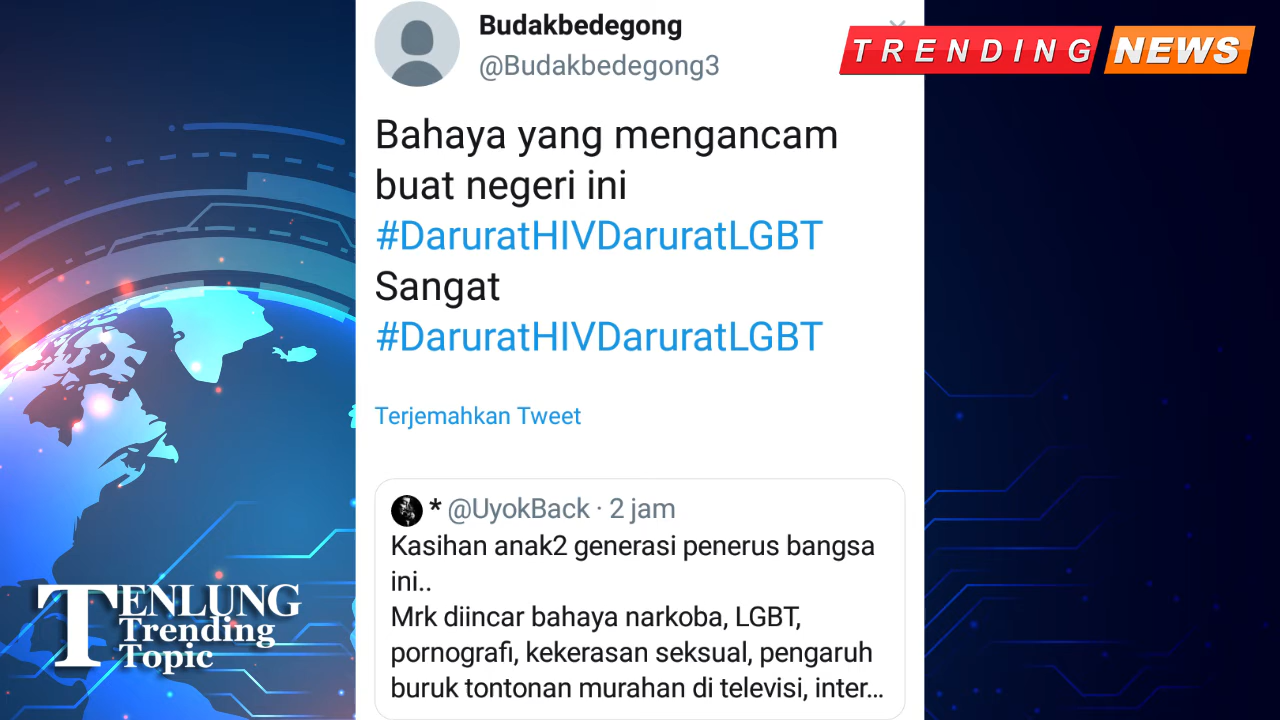 Budakbedegong
@Budakbedegong3
TRENDING NEWS
Bahaya yang mengancam
buat negeri ini
#DaruratHIVDaruratLGBT
Sangat
#DaruratHIVDaruratLGBT
Terjemahkan Tweet
* @UyokBack · 2 jam
Kasihan anak2 generasi penerus bangsa
ini..
Mrk diincar bahaya narkoba, LGBT,
pornografi, kekerasan seksual, pengaruh
buruk tontonan murahan di televisi, inter...
TENLUNG
Trending
Topic